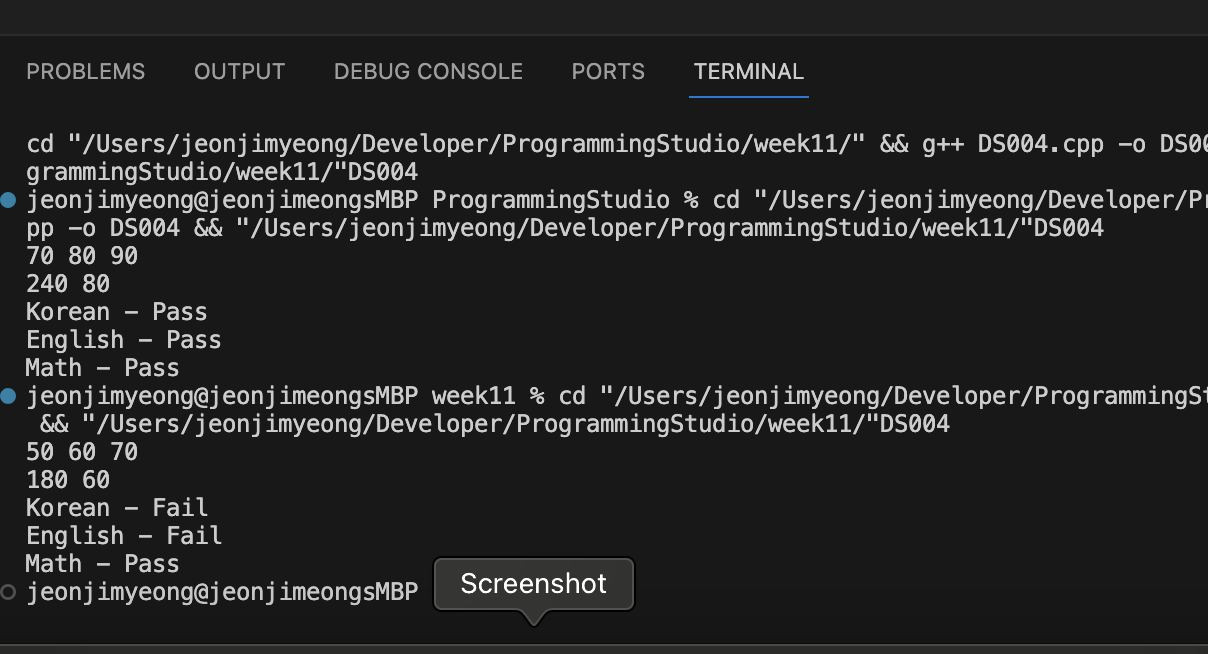 PROBLEMS OUTPUT DEBUG CONSOLE PORTS TERMINAL
cd "/Users/jeonjimyeong/Developer/ProgrammingStudio/week11/" && g++ DS004.cpp -o DS00
grammingStudio/week11/"DS004
jeonjimyeong@jeonjimeongsMBP ProgrammingStudio % cd "/Users/jeonjimyeong/Developer/Pr
pp -o DS004 && "/Users/jeonjimyeong/Developer/ProgrammingStudio/week11/"DS004
70 80 90
240 80
Korean - Pass
English - Pass
Math - Pass
jeonjimyeong@jeonjimeongsMBP week11 % cd "/Users/jeonjimyeong/Developer/ProgrammingSt
&& "/Users/jeonjimyeong/Developer/ProgrammingStudio/week11/"DS004
50 60 70
180 60
Korean - Fail
English - Fail
Math - Pass
jeonjimyeong@jeonjimeongsMBP
Screenshot